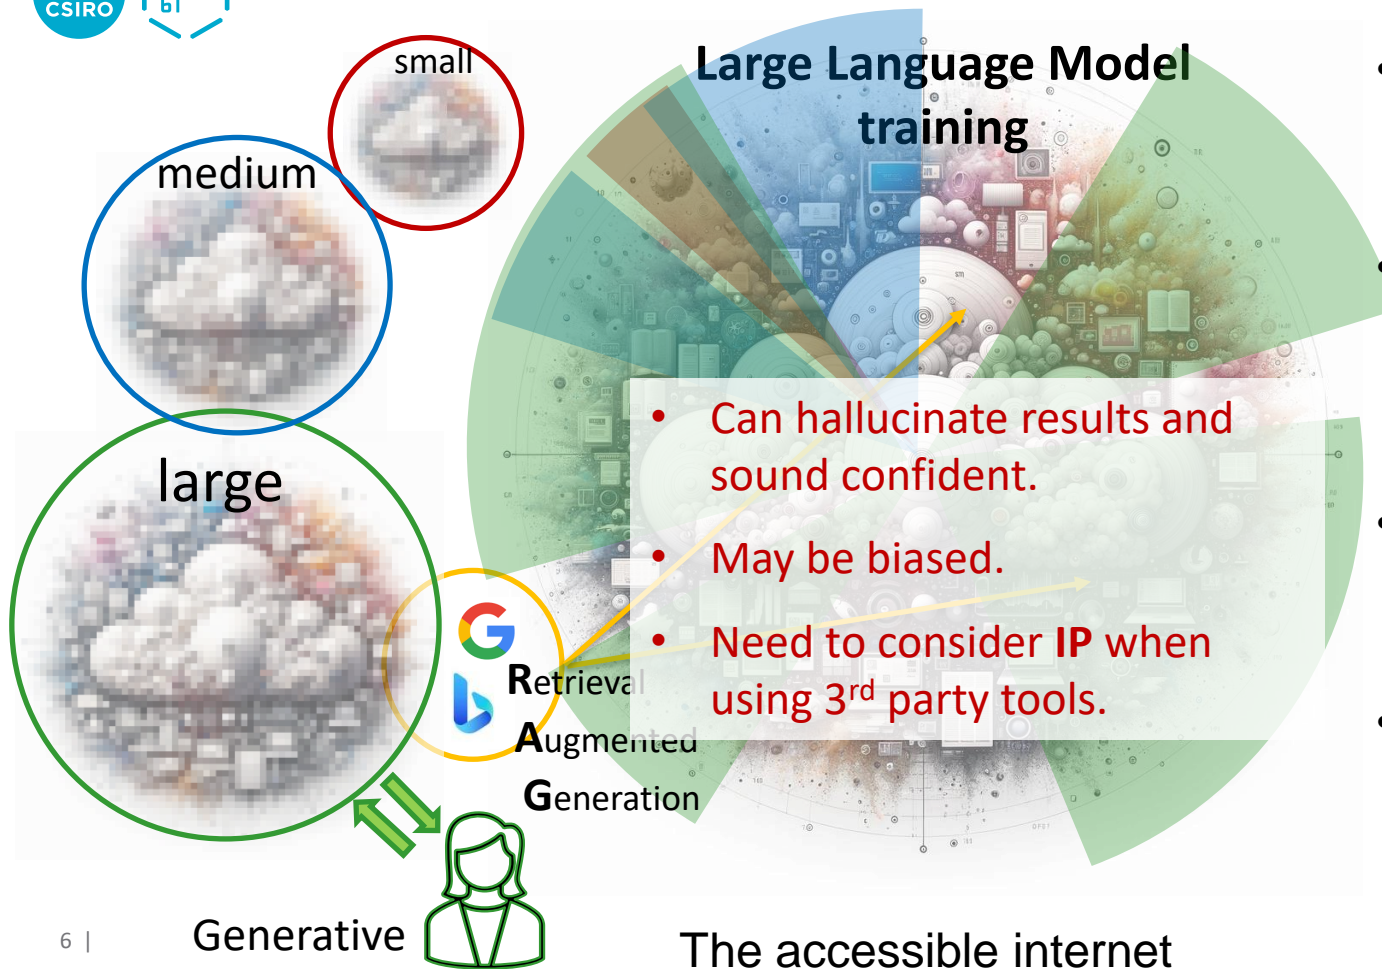 CSIRO
61
small
Large Language Model
training
medium
large
• Can hallucinate results and
sound confident.
• May be biased.
• Need to consider IP when
using 3rd party tools.
Retrieval
Augmented
Generation
Generative
6 |
The accessible internet